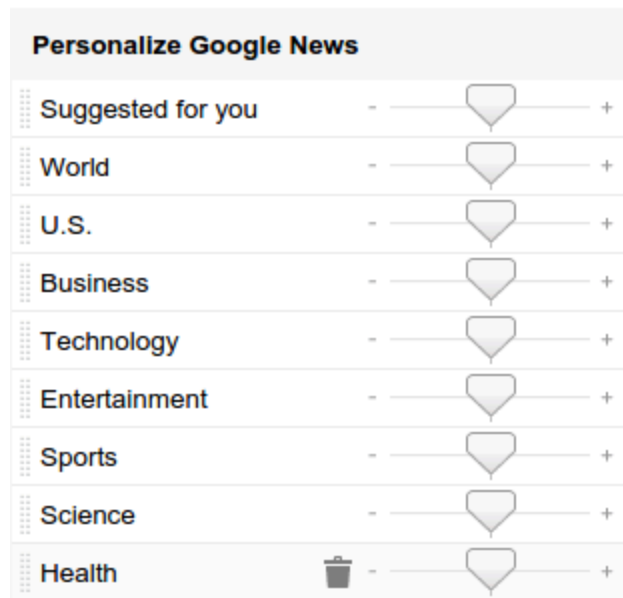 Personalize Google News
Suggested for you - +
World - +
U.S. - +
Business - +
Technology - +
Entertainment - +
Sports - +
Science - +
Health - +